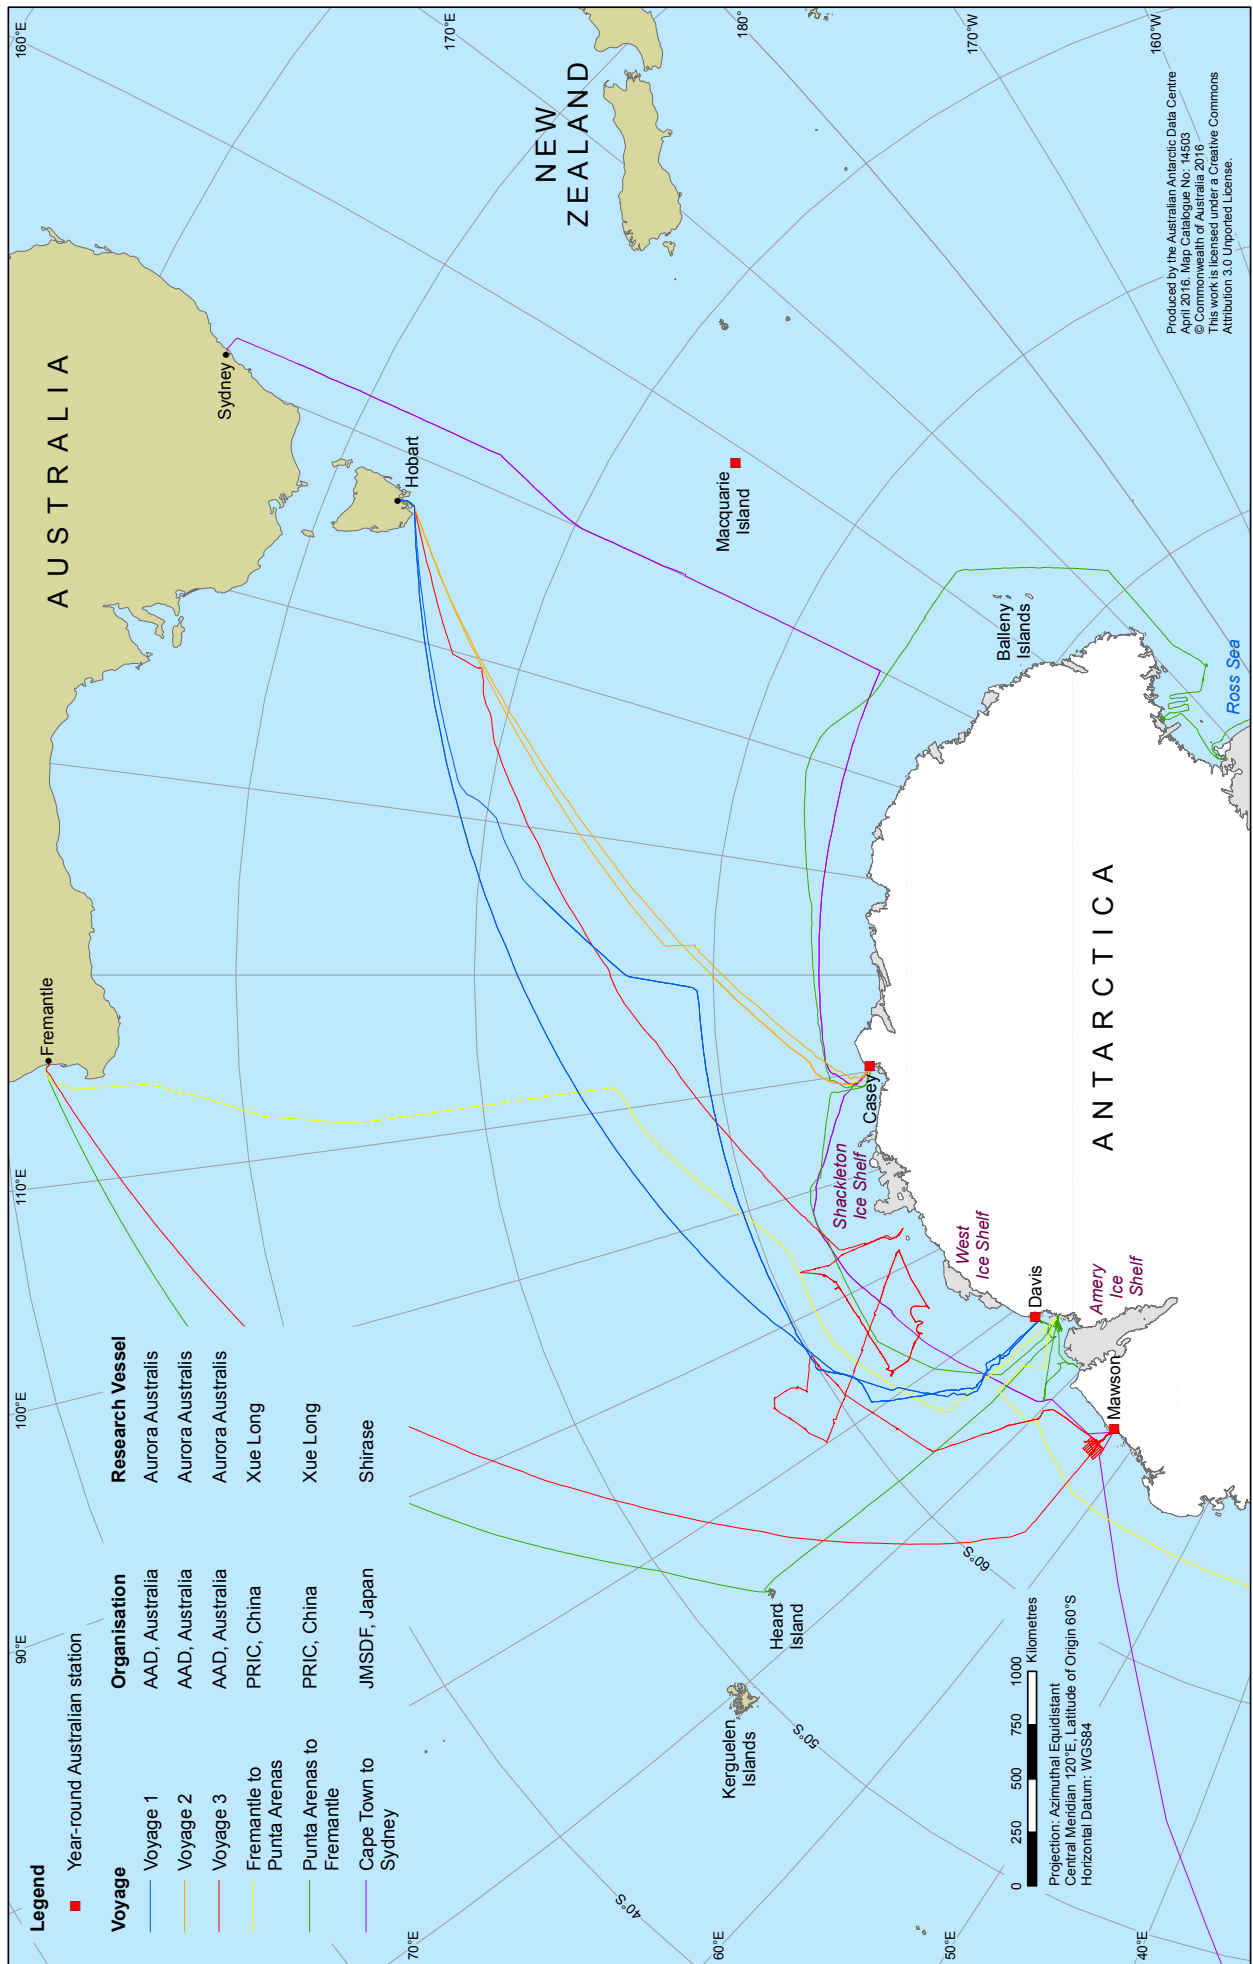 Legend
Year-round Australian station
Voyage Organisation Research Vessel
Voyage 1 AAD, Australia Aurora Australis
Voyage 2 AAD, Australia Aurora Australis
Voyage 3 AAD, Australia Aurora Australis
Fremantle to PRIC, China Xue Long
Punta Arenas
Punta Arenas to PRIC, China Xue Long
Fremantle
Cape Town to JMSDF, Japan Shirase
Sydney
90°E
100°E
110°E
160°E
AUSTRALIA
Fremantle
Sydney
Hobart
170°E
NEW
ZEALAND
180°
170°W
160°W
70°E
40°S
60°E
50°E
40°E
50°S
60°S
Kerguelen
Islands
Heard
Island
Macquarie
Island
Balleny
Islands
Ross Sea
Casey
Shackleton
Ice Shelf
West
Ice Shelf
Davis
Amery
Ice
Shelf
Mawson
ANTARCTICA
0 250 500 750 1000
Kilometres
Projection: Azimuthal Equidistant
Central Meridian 120°E, Latitude of Origin 60°S
Horizontal Datum: WGS84
Produced by the Australian Antarctic Data Centre
April 2016. Map Catalogue No: 14503
© Commonwealth of Australia 2016
This work is licensed under a Creative Commons
Attribution 3.0 Unported License.